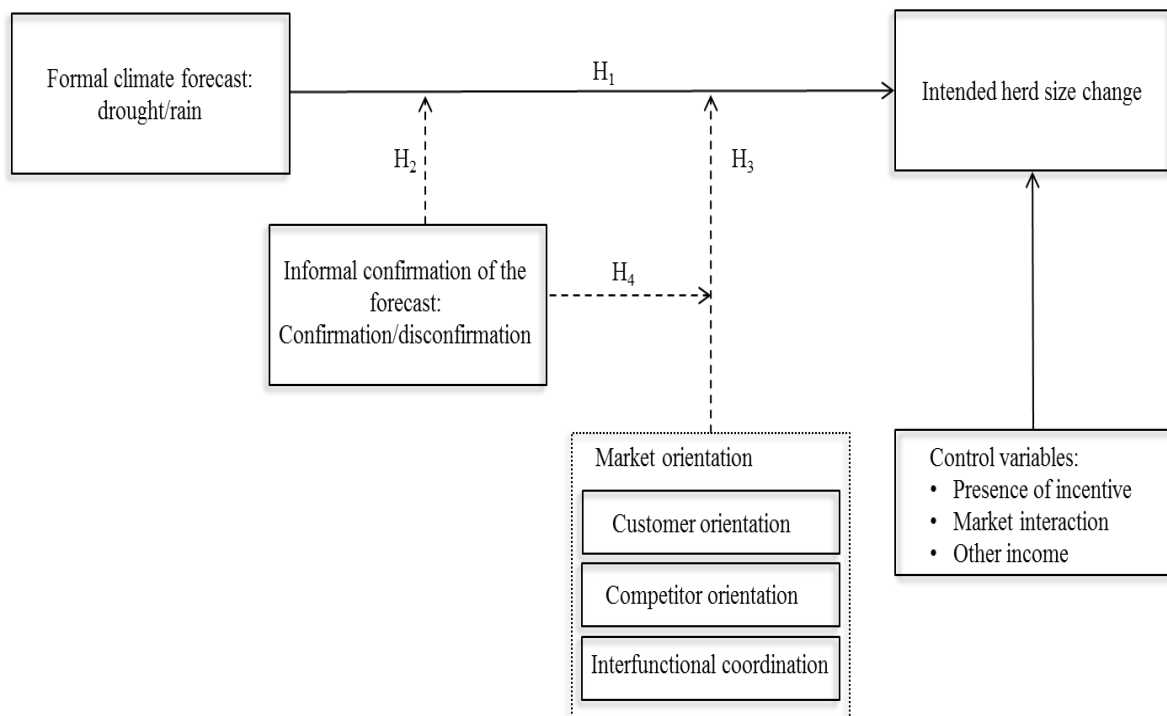 Formal climate forecast:
drought/rain
H₁
Intended herd size change
H₂
H₃
Informal confirmation of the
forecast:
Confirmation/disconfirmation
H₄
Market orientation
Customer orientation
Competitor orientation
Interfunctional coordination
Control variables:
• Presence of incentive
• Market interaction
• Other income